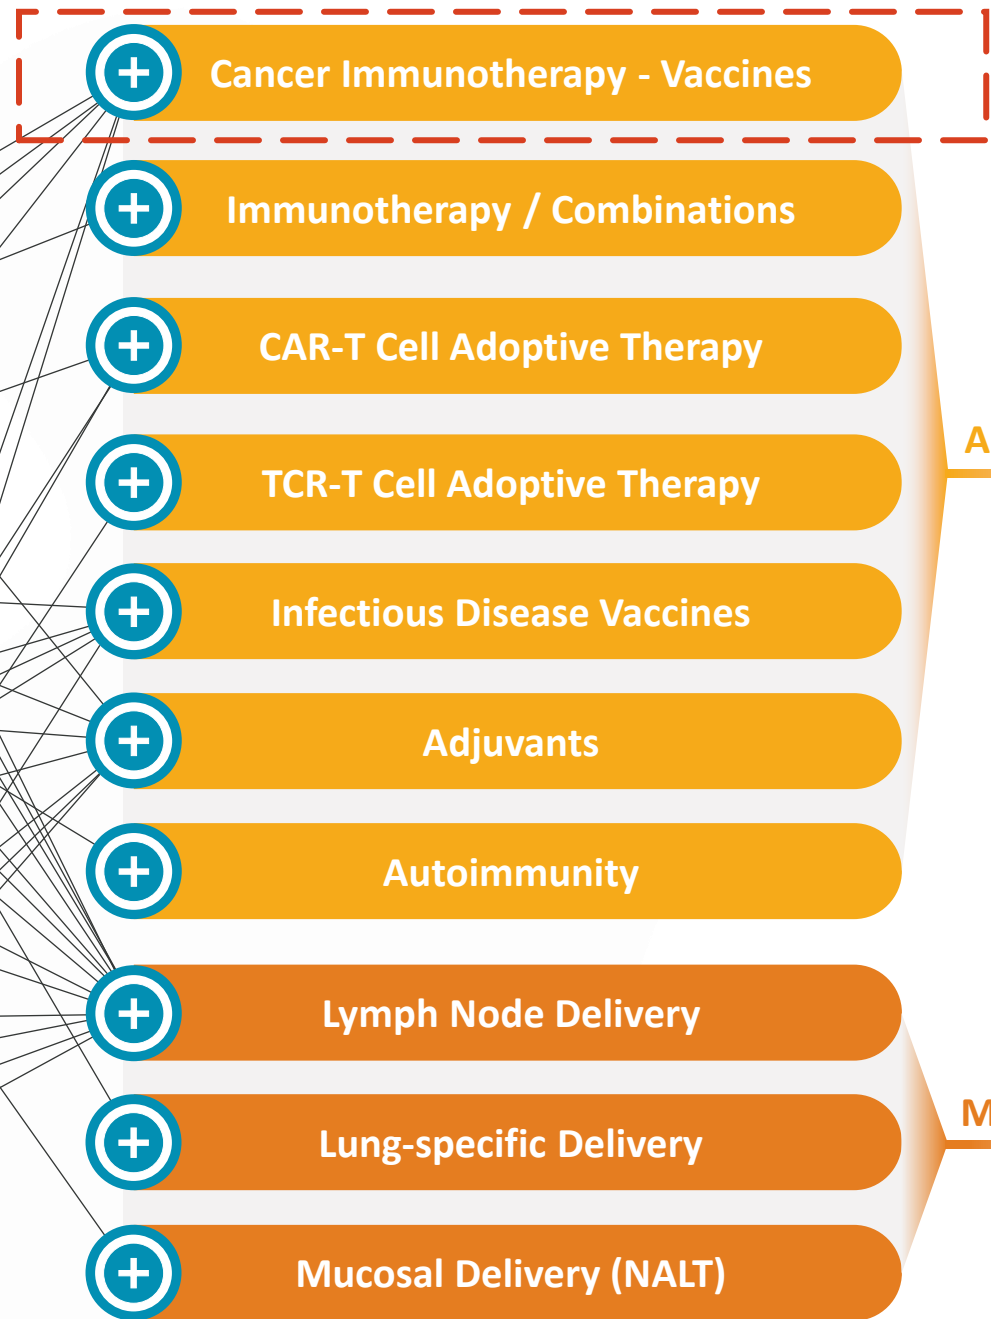 Cancer Immunotherapy - Vaccines
Immunotherapy / Combinations
CAR-T Cell Adoptive Therapy
A
TCR-T Cell Adoptive Therapy
Infectious Disease Vaccines
Adjuvants
Autoimmunity
Lymph Node Delivery
M
Lung-specific Delivery
Mucosal Delivery (NALT)